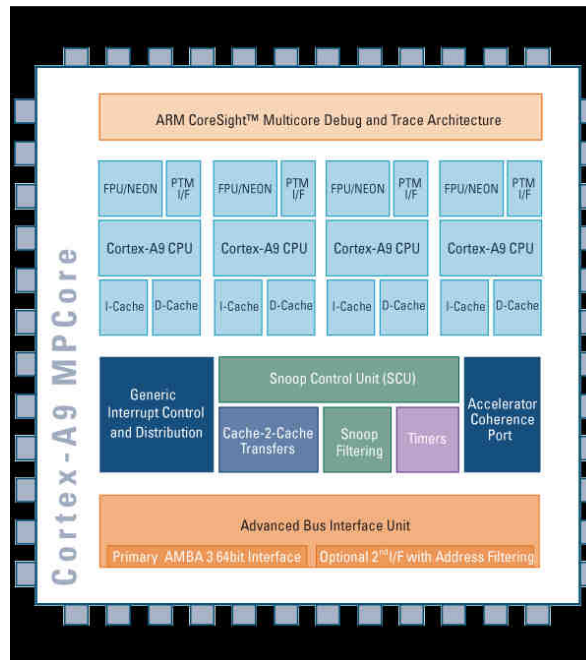 Cortex-A9 MPCore
ARM CoreSight™ Multicore Debug and Trace Architecture
FPU/NEON PTM I/F FPU/NEON PTM I/F FPU/NEON PTM I/F FPU/NEON PTM I/F
Cortex-A9 CPU Cortex-A9 CPU Cortex-A9 CPU Cortex-A9 CPU
I-Cache D-Cache I-Cache D-Cache I-Cache D-Cache I-Cache D-Cache
Generic
Interrupt Control
and Distribution
Snoop Control Unit (SCU)
Cache-2-Cache
Transfers
Snoop
Filtering
Timers
Accelerator
Coherence
Port
Advanced Bus Interface Unit
Primary AMBA 3 64bit Interface
Optional 2nd I/F with Address Filtering